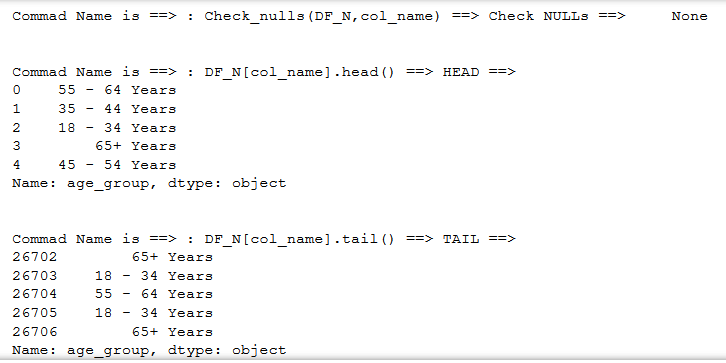 Commad Name is ==> : Check_nulls(DF_N,col_name) ==> Check NULLs ==>     None
Commad Name is ==> : DF_N[col_name].head() ==> HEAD ==>
0    55 - 64 Years
1    35 - 44 Years
2    18 - 34 Years
3        65+ Years
4    45 - 54 Years
Name: age_group, dtype: object
Commad Name is ==> : DF_N[col_name].tail() ==> TAIL ==>
26702        65+ Years
26703    18 - 34 Years
26704    55 - 64 Years
26705    18 - 34 Years
26706        65+ Years
Name: age_group, dtype: object